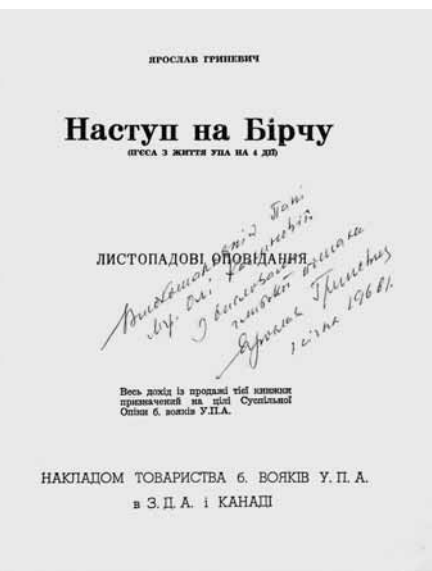 ЯРОСЛАВ ГРИНЕВИЧ
Наступ на Бірчу
(П'ЄСА З ЖИТТЯ УПА НА 4 ДІЇ)
ЛИСТОПАДОВІ ОПОВІДАННЯ
Високошановній Пані
Мґр. Олі
З висловом
глибокої пошани
Ярослав Гриневич
1 січня 1968 р.
Весь дохід із продажі тієї книжки
призначений на цілі Суспільної
Опіки б. вояків У.П.А.
НАКЛАДОМ ТОВАРИСТВА б. ВОЯКІВ У. П. А.
в З. Д. А. і КАНАДІ